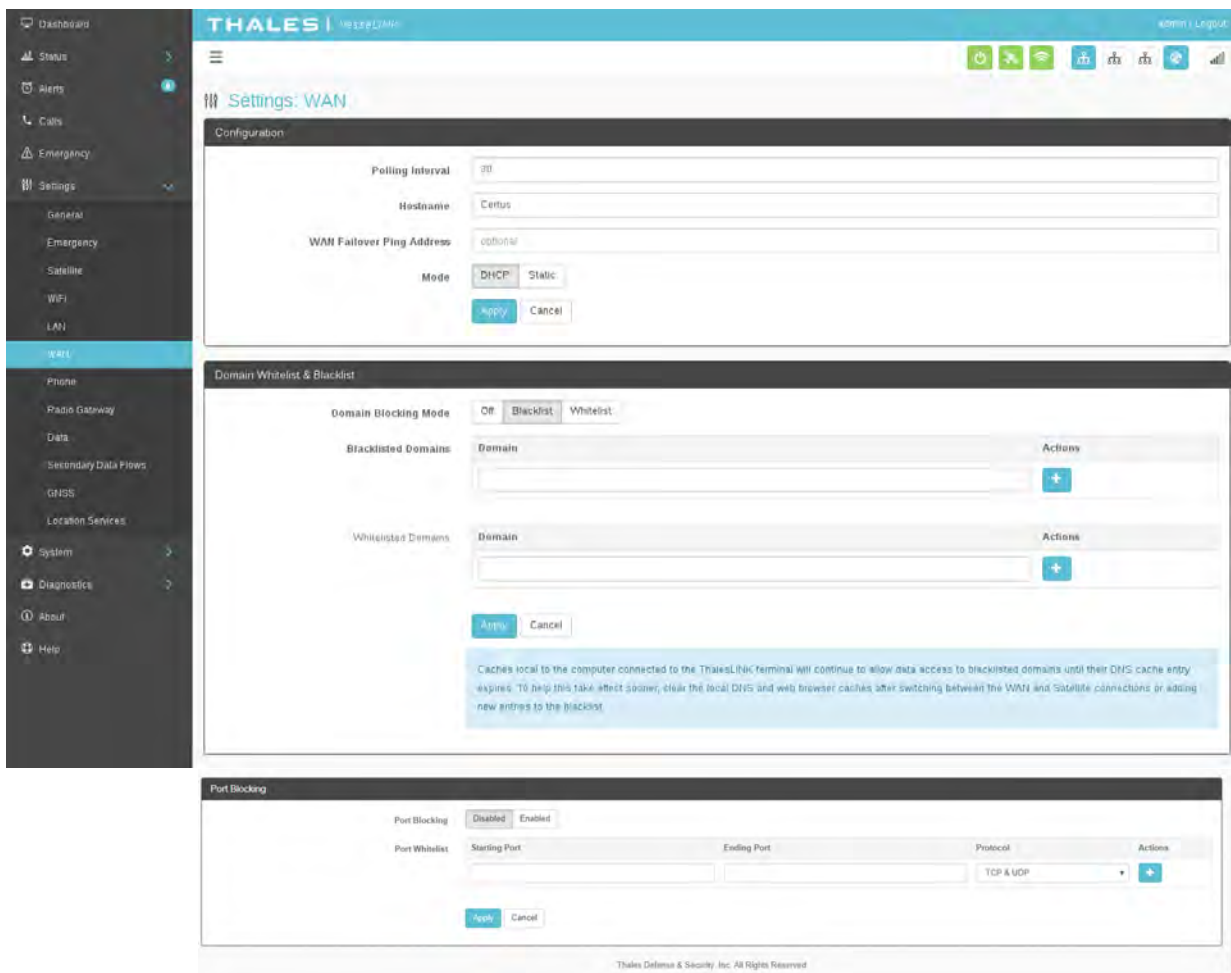 Dashboard
THALES
admin | Logout
Status
Alerts
Settings: WAN
Calls
Configuration
Emergency
Polling Interval
Settings
Hostname
Certus
General
Emergency
WAN Failover Ping Address
optional
Satellite
Mode
DHCP
Static
WiFi
Apply
Cancel
LAN
WAN
Domain Whitelist & Blacklist
Phone
Radio Gateway
Domain Blocking Mode
Off
Blacklist
Whitelist
Data
Blacklisted Domains
Domain
Actions
Secondary Data Flows
GNSS
Location Services
Whitelisted Domains
Domain
Actions
System
Diagnostics
About
Apply
Cancel
Help
Caches local to the computer connected to the ThalesLINK terminal will continue to allow data access to blacklisted domains until their DNS cache entry
expires. To help this take effect sooner, clear the local DNS and web browser caches after switching between the WAN and Satellite connections or adding
new entries to the blacklist.
Port Blocking
Port Blocking
Disabled
Enabled
Port Whitelist
Starting Port
Ending Port
Protocol
Actions
TCP & UDP
Apply
Cancel
Thales Defense & Security, Inc. All Rights Reserved